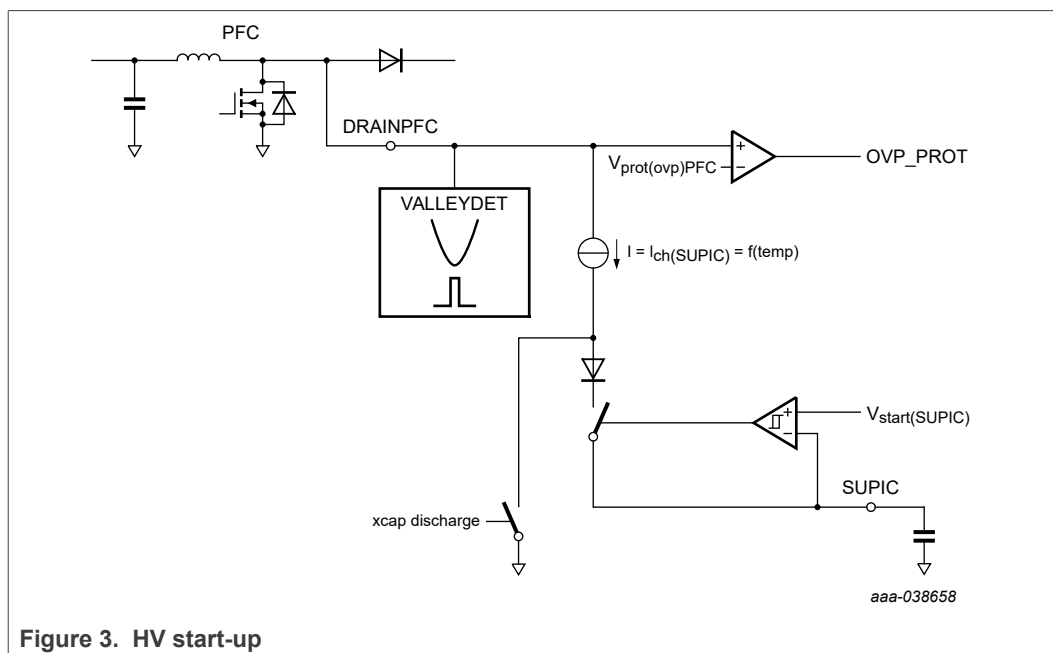 PFC
DRAINPFC
VALLEYDET
Vprot(ovp)PFC
+
−
OVP_PROT
I = Ich(SUPIC) = f(temp)
+
−
Vstart(SUPIC)
SUPIC
xcap discharge
aaa-038658
Figure 3. HV start-up